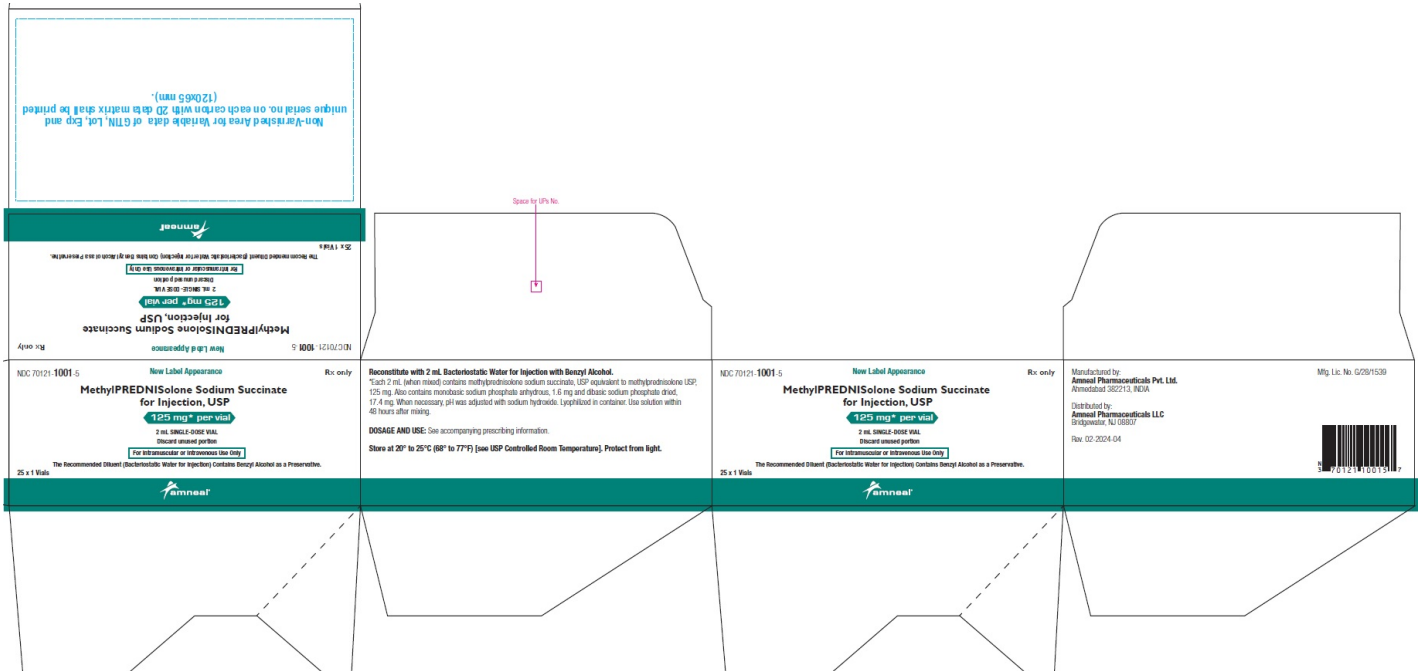 Non-Varnished Area for Variable data of GTIN, Lot, Exp and
unique serial no. on each carton with 2D data matrix shall be printed
(120x65 mm).
Space for UPs No.
NDC70121-1001-5
New Label Appearance
Rx only
MethylPREDNISolone Sodium Succinate
for Injection, USP
125 mg* per vial
2 mL SINGLE-DOSE VIAL
Discard unused portion
For Intramuscular or Intravenous Use Only
The Recommended Diluent (Bacteriostatic Water for Injection) Contains Benzyl Alcohol as a Preservative.
25 x 1 Vials
amneal
NDC 70121-1001-5
New Label Appearance
Rx only
MethylPREDNISolone Sodium Succinate
for Injection, USP
125 mg* per vial
2 mL SINGLE-DOSE VIAL
Discard unused portion
For Intramuscular or Intravenous Use Only
The Recommended Diluent (Bacteriostatic Water for Injection) Contains Benzyl Alcohol as a Preservative.
25 x 1 Vials
amneal
Reconstitute with 2 mL Bacteriostatic Water for Injection with Benzyl Alcohol.
*Each 2 mL (when mixed) contains methylprednisolone sodium succinate, USP equivalent to methylprednisolone USP,
125 mg. Also contains monobasic sodium phosphate anhydrous, 1.6 mg and dibasic sodium phosphate dried,
17.4 mg. When necessary, pH was adjusted with sodium hydroxide. Lyophilized in container. Use solution within
48 hours after mixing.
DOSAGE AND USE: See accompanying prescribing information.
Store at 20° to 25°C (68° to 77°F) [see USP Controlled Room Temperature]. Protect from light.
NDC 70121-1001-5
New Label Appearance
Rx only
MethylPREDNISolone Sodium Succinate
for Injection, USP
125 mg* per vial
2 mL SINGLE-DOSE VIAL
Discard unused portion
For Intramuscular or Intravenous Use Only
The Recommended Diluent (Bacteriostatic Water for Injection) Contains Benzyl Alcohol as a Preservative.
25 x 1 Vials
amneal
Manufactured by:
Amneal Pharmaceuticals Pvt. Ltd.
Ahmedabad 382213, INDIA
Distributed by:
Amneal Pharmaceuticals LLC
Bridgewater, NJ 08807
Rev. 02-2024-04
Mfg. Lic. No. G/28/1539
N
3 70121 10015 7